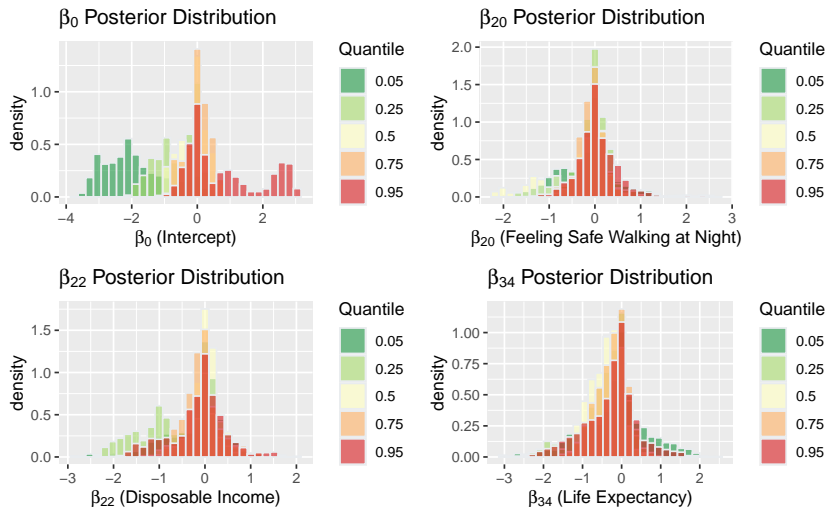 β0 Posterior Distribution
1.0
0.5
0.0
density
−4 −2 0 2
β0 (Intercept)
Quantile
0.05
0.25
0.5
0.75
0.95
β20 Posterior Distribution
2.0
1.5
1.0
0.5
0.0
density
−2 −1 0 1 2 3
β20 (Feeling Safe Walking at Night)
Quantile
0.05
0.25
0.5
0.75
0.95
β22 Posterior Distribution
1.5
1.0
0.5
0.0
density
−3 −2 −1 0 1 2
β22 (Disposable Income)
Quantile
0.05
0.25
0.5
0.75
0.95
β34 Posterior Distribution
1.00
0.75
0.50
0.25
0.00
density
−3 −2 −1 0 1 2
β34 (Life Expectancy)
Quantile
0.05
0.25
0.5
0.75
0.95